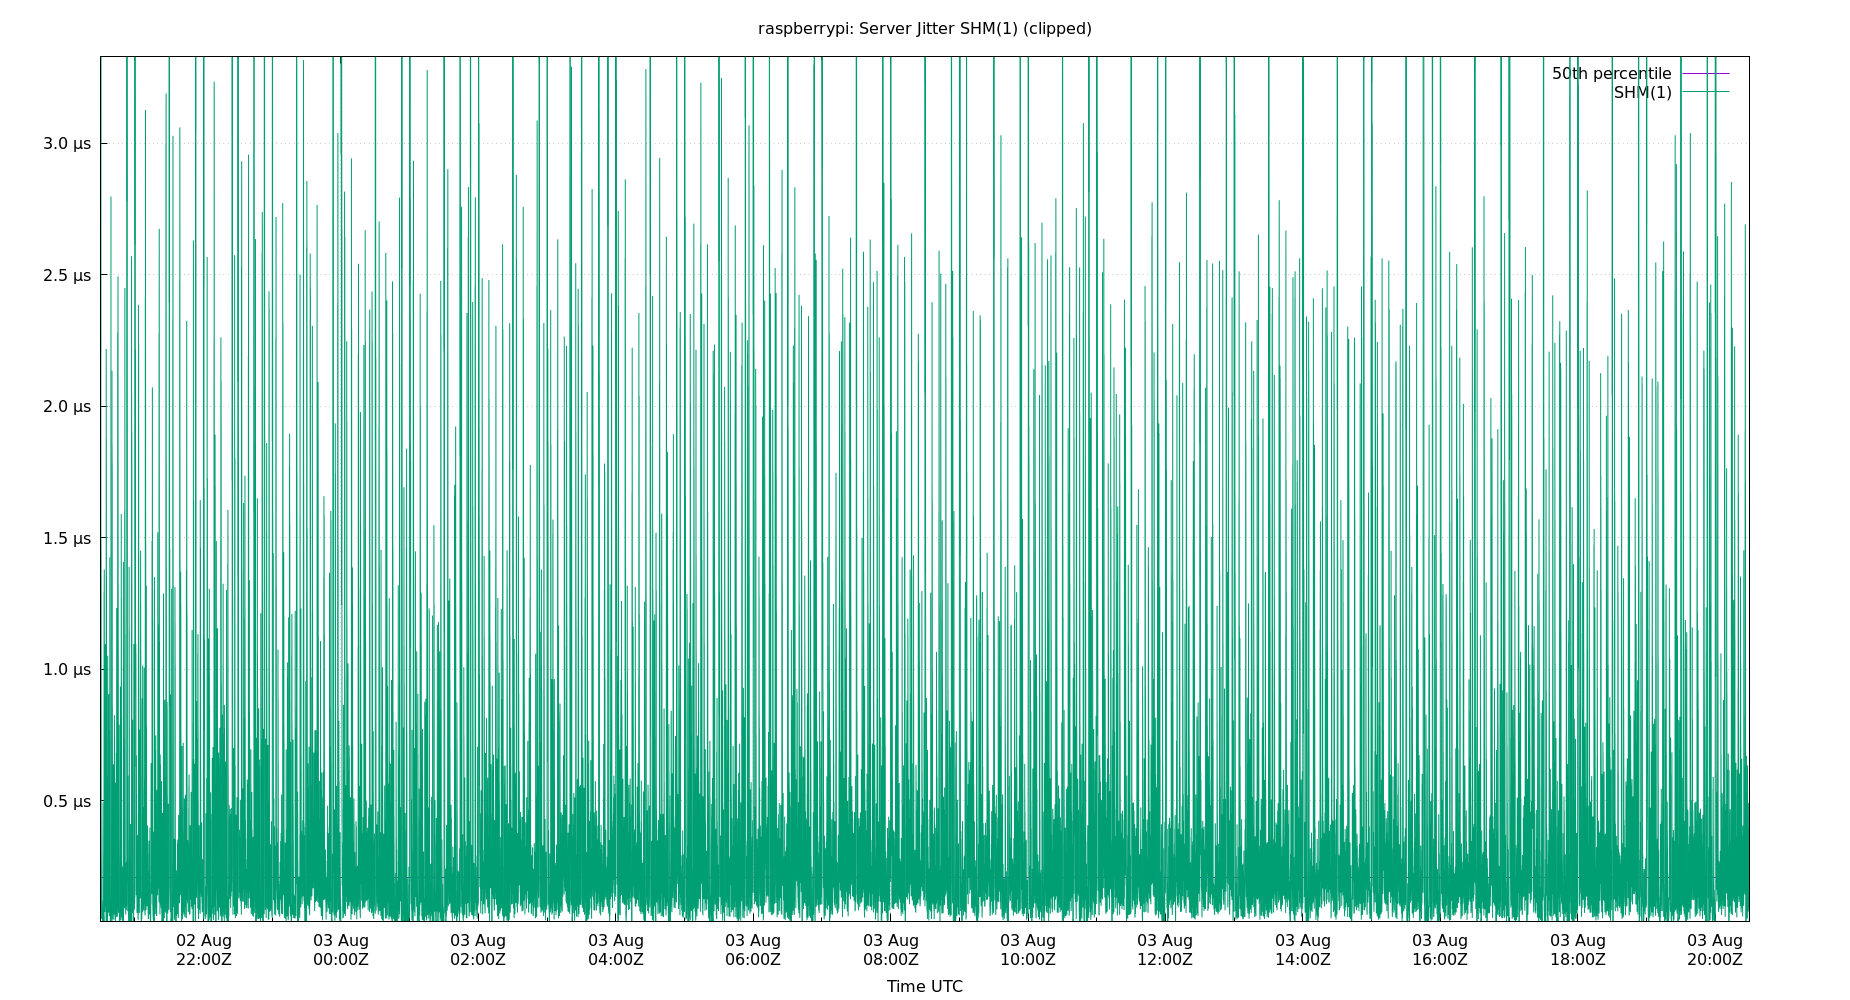 raspberrypi: Server Jitter SHM(1) (clipped)
50th percentile
SHM(1)
3.0 µs
2.5 µs
2.0 µs
1.5 µs
1.0 µs
0.5 µs
02 Aug 03 Aug 03 Aug 03 Aug 03 Aug 03 Aug 03 Aug 03 Aug 03 Aug 03 Aug 03 Aug 03 Aug
22:00Z 00:00Z 02:00Z 04:00Z 06:00Z 08:00Z 10:00Z 12:00Z 14:00Z 16:00Z 18:00Z 20:00Z
Time UTC